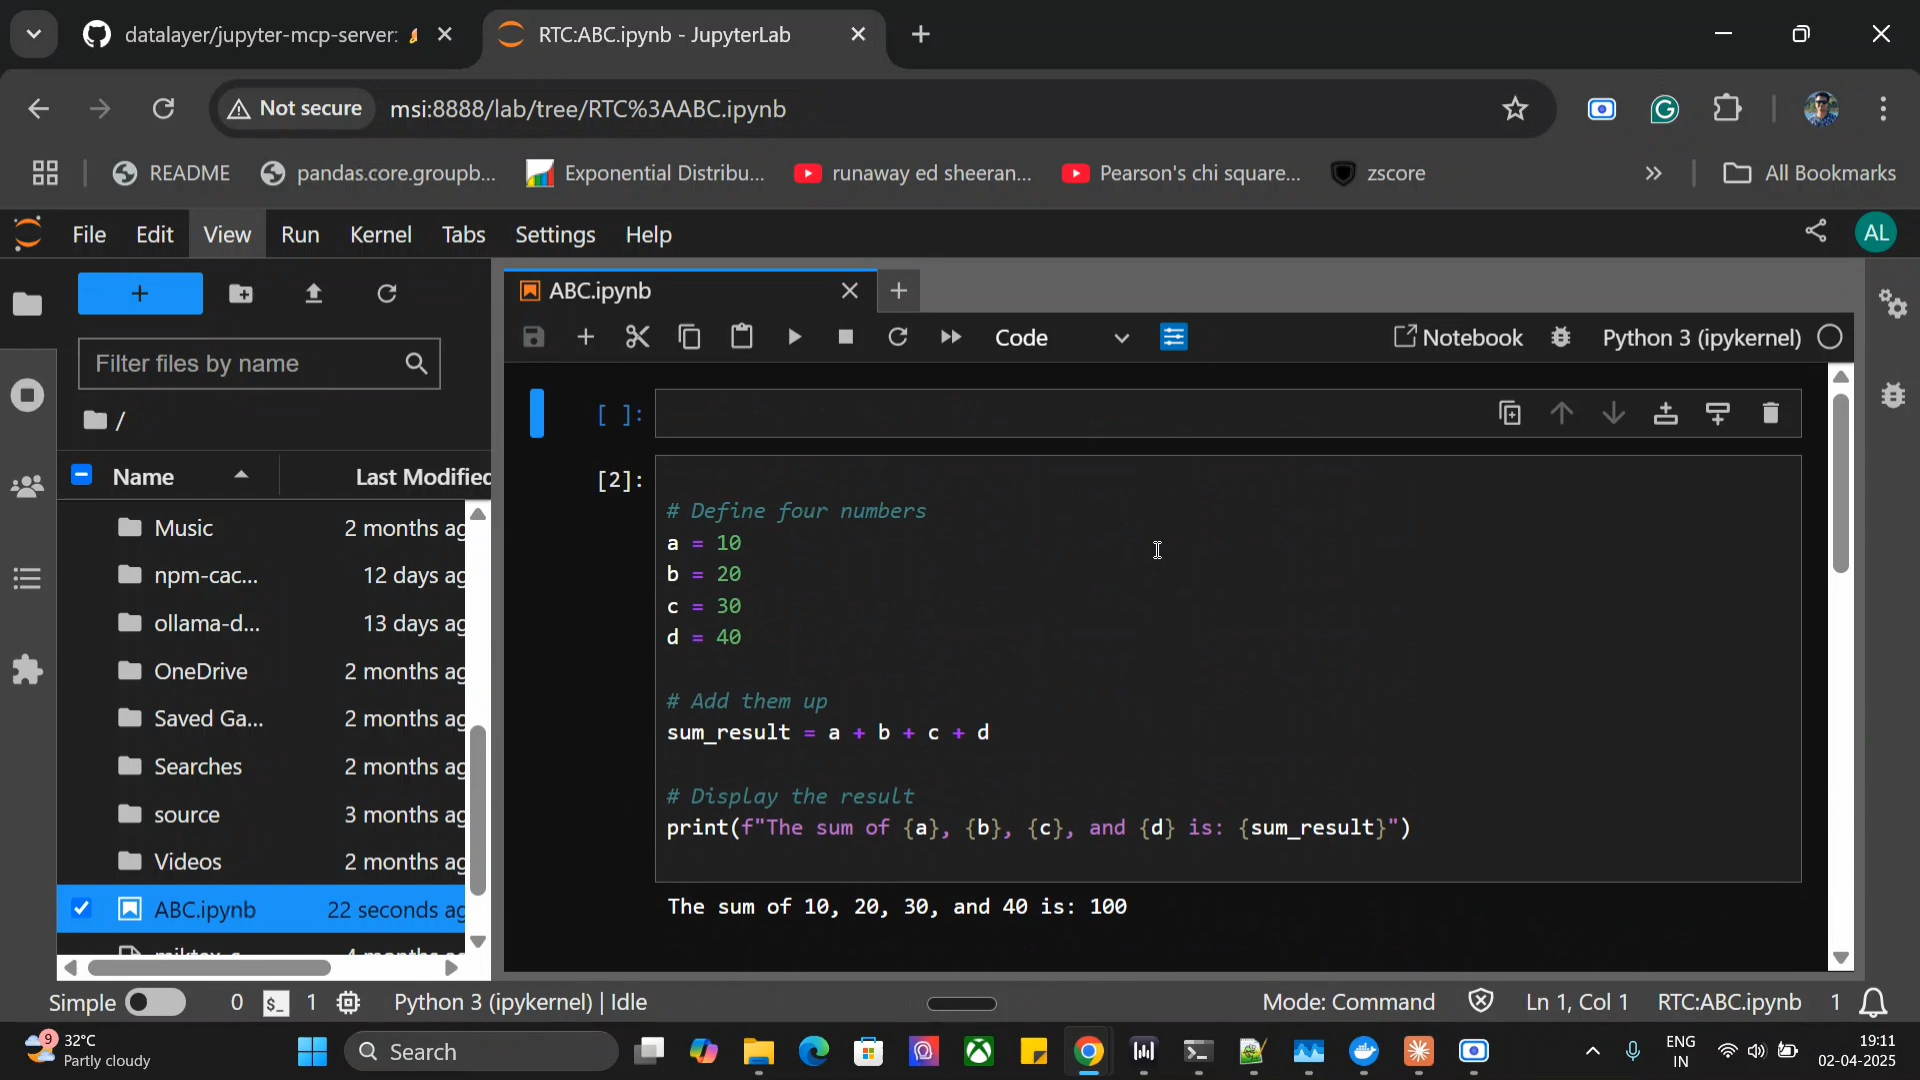 datalayer/jupyter-mcp-server:
RTC:ABC.ipynb - JupyterLab
Not secure
msi:8888/lab/tree/RTC%3AABC.ipynb
README
pandas.core.groupb...
Exponential Distribu...
runaway ed sheeran...
Pearson's chi square...
zscore
All Bookmarks
File Edit View Run Kernel Tabs Settings Help
AL
ABC.ipynb
Filter files by name
Code
Notebook
Python 3 (ipykernel)
/
Name
Last Modified
Music 2 months ag
npm-cac... 12 days ag
ollama-d... 13 days ag
OneDrive 2 months ag
Saved Ga... 2 months ag
Searches 2 months ag
source 3 months ag
Videos 2 months ag
ABC.ipynb 22 seconds ag
[ ]:
[2]:
# Define four numbers
a = 10
b = 20
c = 30
d = 40
# Add them up
sum_result = a + b + c + d
# Display the result
print(f"The sum of {a}, {b}, {c}, and {d} is: {sum_result}")
The sum of 10, 20, 30, and 40 is: 100
Simple 0 $_ 1 Python 3 (ipykernel) | Idle
Mode: Command Ln 1, Col 1 RTC:ABC.ipynb 1
9
32°C
Partly cloudy
Search
ENG
IN
19:11
02-04-2025